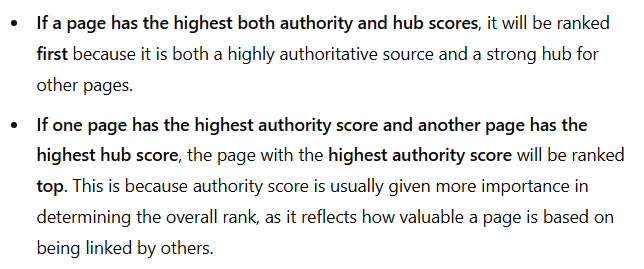 • If a page has the highest both authority and hub scores, it will be ranked
first because it is both a highly authoritative source and a strong hub for
other pages.
• If one page has the highest authority score and another page has the
highest hub score, the page with the highest authority score will be ranked
top. This is because authority score is usually given more importance in
determining the overall rank, as it reflects how valuable a page is based on
being linked by others.